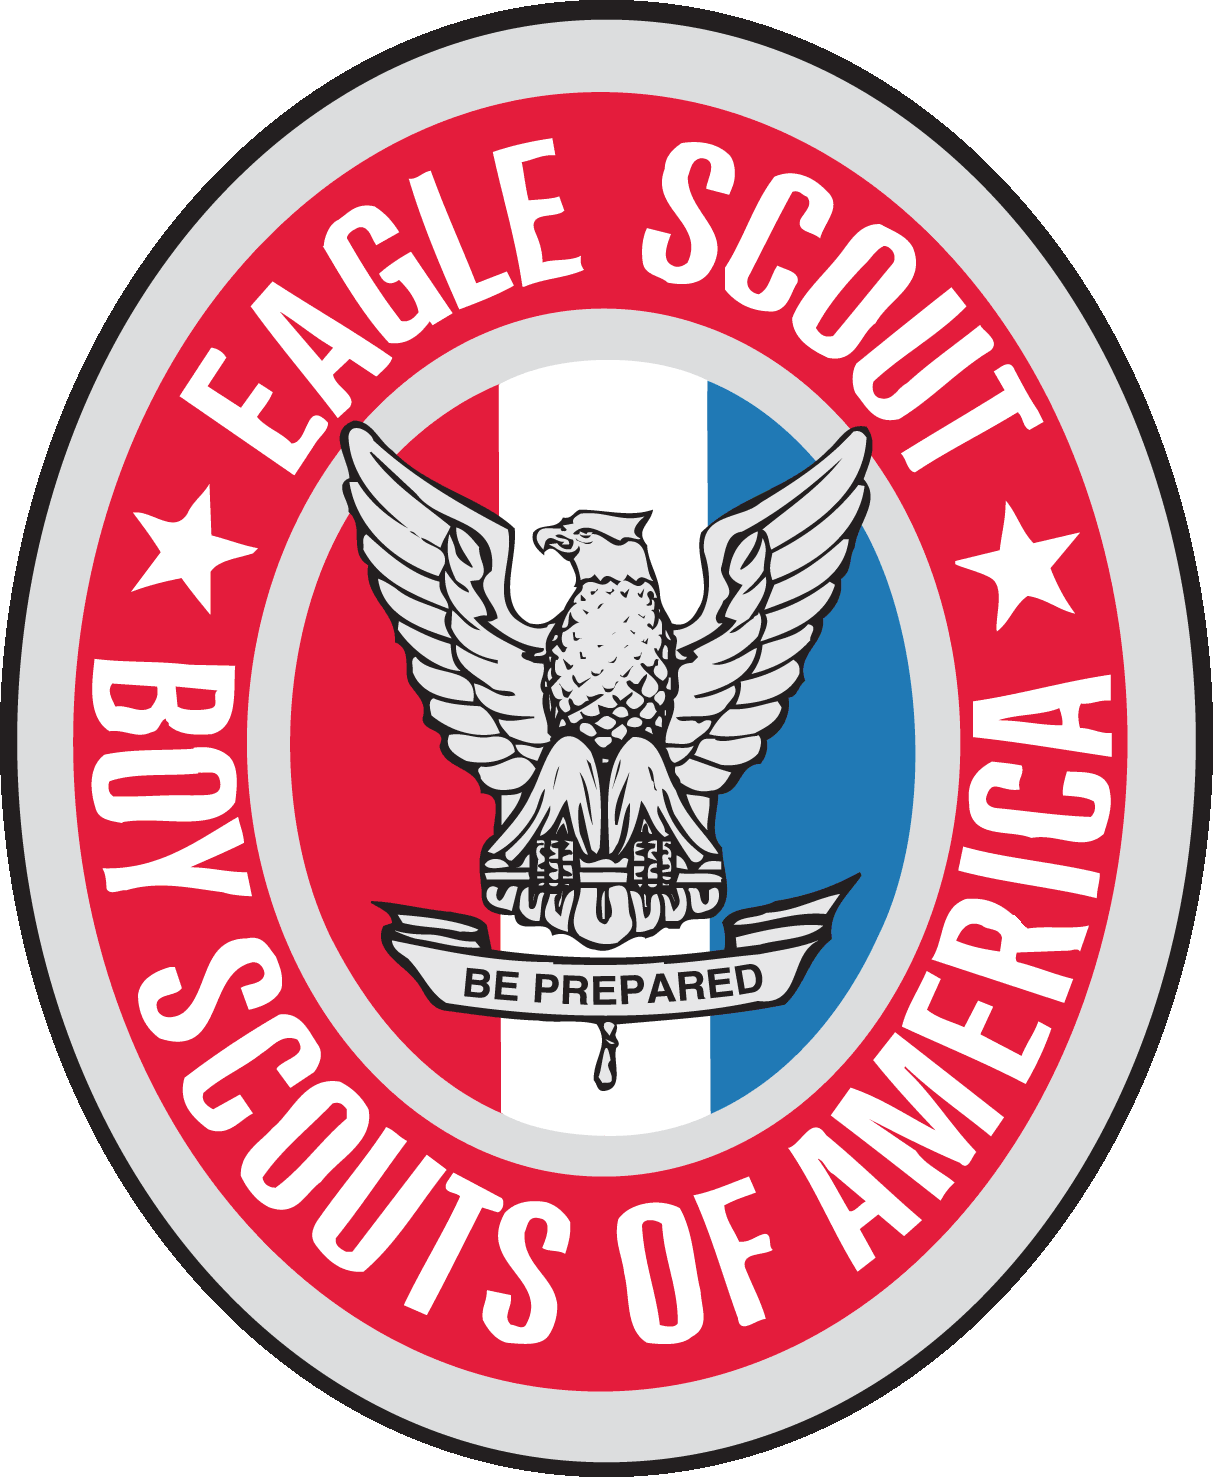 EAGLE SCOUT
BOY SCOUTS OF AMERICA
BE PREPARED